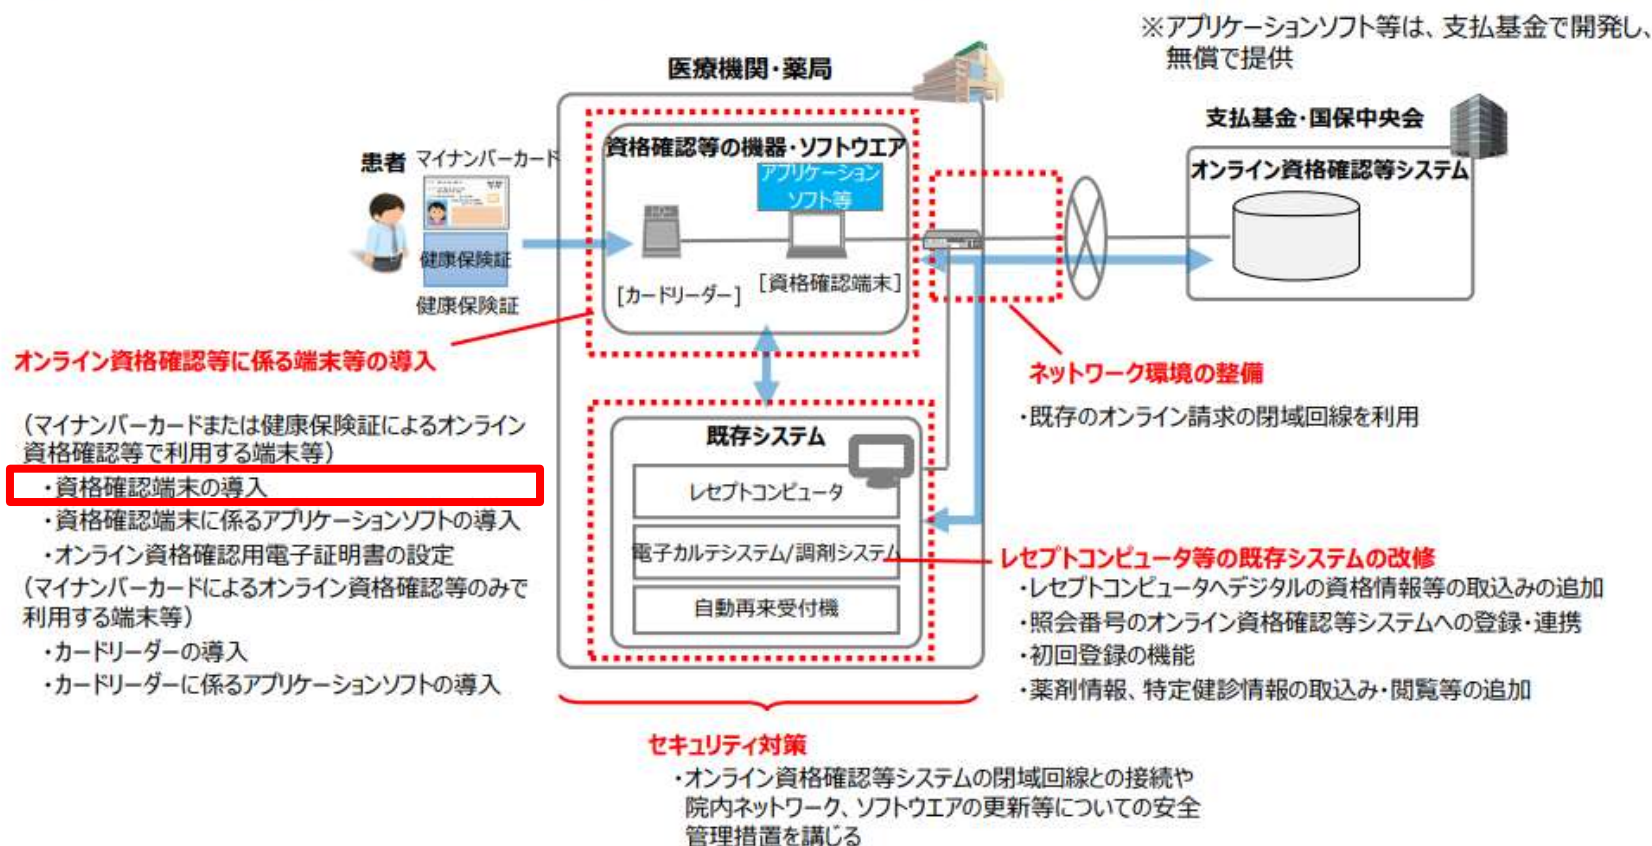 ※アプリケーションソフト等は、支払基金で開発し、
無償で提供
医療機関・薬局
支払基金・国保中央会
患者
マイナンバーカード
資格確認等の機器・ソフトウエア
アプリケーション
ソフト等
オンライン資格確認等システム
健康保険証
健康保険証
[カードリーダー]
[資格確認端末]
オンライン資格確認等に係る端末等の導入
(マイナンバーカードまたは健康保険証によるオンライン
資格確認等で利用する端末等)
・資格確認端末の導入
・資格確認端末に係るアプリケーションソフトの導入
・オンライン資格確認用電子証明書の設定
(マイナンバーカードによるオンライン資格確認等のみで
利用する端末等)
・カードリーダーの導入
・カードリーダーに係るアプリケーションソフトの導入
既存システム
レセプトコンピュータ
電子カルテシステム/調剤システム
自動再来受付機
ネットワーク環境の整備
・既存のオンライン請求の閉域回線を利用
レセプトコンピュータ等の既存システムの改修
・レセプトコンピュータへデジタルの資格情報等の取込みの追加
・照会番号のオンライン資格確認等システムへの登録・連携
・初回登録の機能
・薬剤情報、特定健診情報の取込み・閲覧等の追加
セキュリティ対策
・オンライン資格確認等システムの閉域回線との接続や
院内ネットワーク、ソフトウエアの更新等についての安全
管理措置を講じる